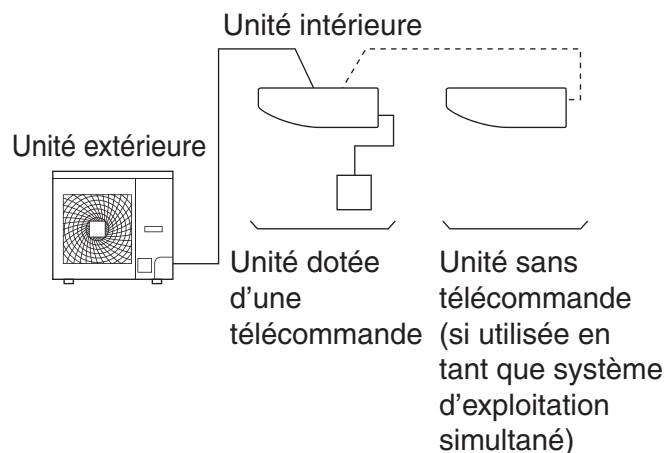 Unité intérieure
Unité extérieure
Unité dotée
d'une
télécommande
Unité sans
télécommande
(si utilisée en
tant que système
d'exploitation
simultané)